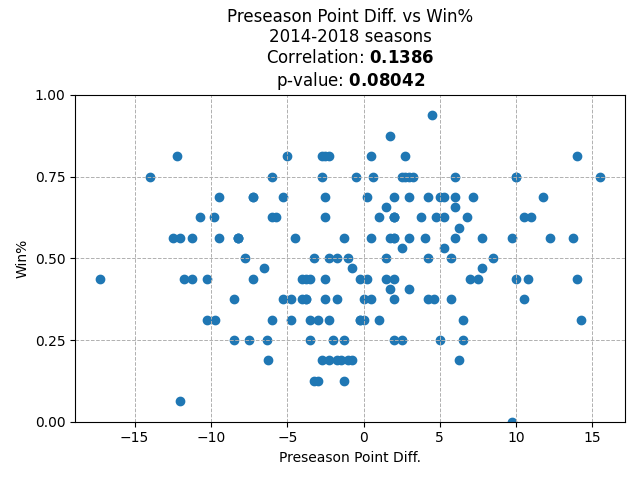 Preseason Point Diff. vs Win%
2014-2018 seasons
Correlation: 0.1386
p-value: 0.08042
1.00
0.75
0.50
0.25
0.00
Win%
−15
−10
−5
0
5
10
15
Preseason Point Diff.